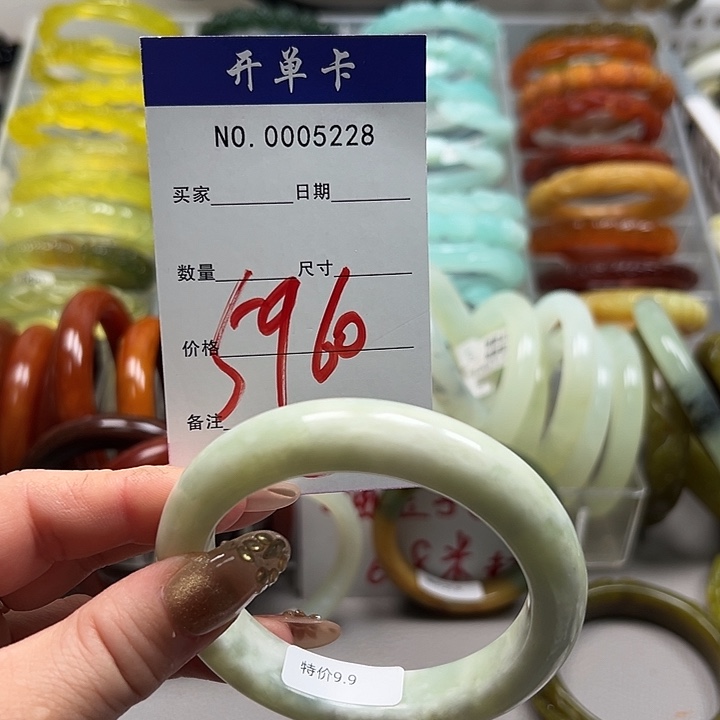 开单卡
NO.0005228
买家 日期
数量 尺寸
5960
价格
备注
特价9.9